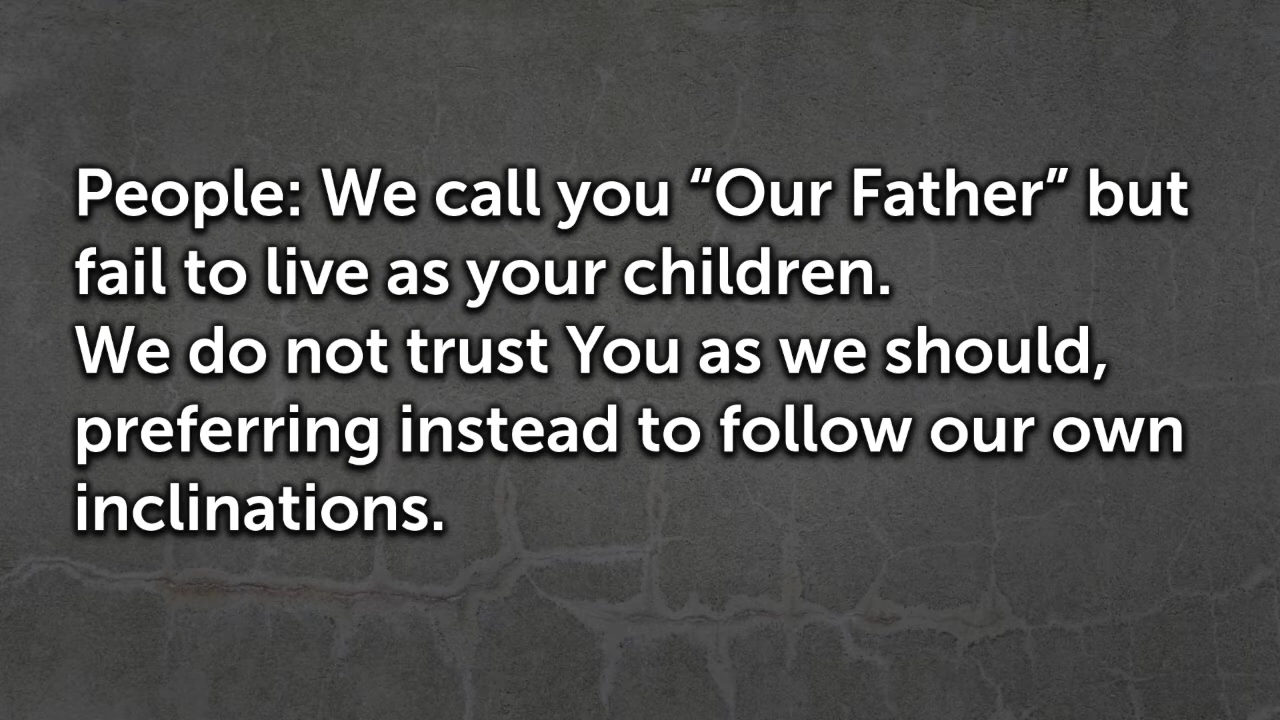 People: We call you “Our Father” but
fail to live as your children.
We do not trust You as we should,
preferring instead to follow our own
inclinations.